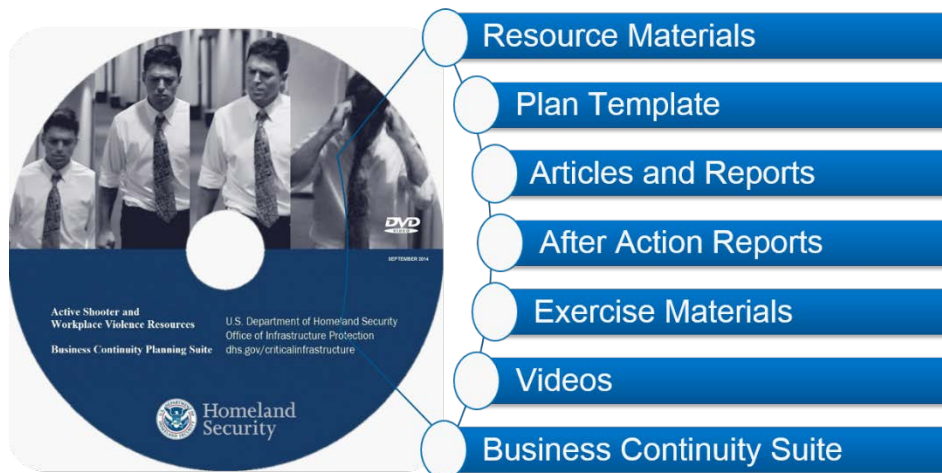 DVD
VIDEO
SEPTEMBER 2014
Active Shooter and
Workplace Violence Resources
Business Continuity Planning Suite
U.S. Department of Homeland Security
Office of Infrastructure Protection
dhs.gov/criticalinfrastructure
Homeland
Security
Resource Materials
Plan Template
Articles and Reports
After Action Reports
Exercise Materials
Videos
Business Continuity Suite